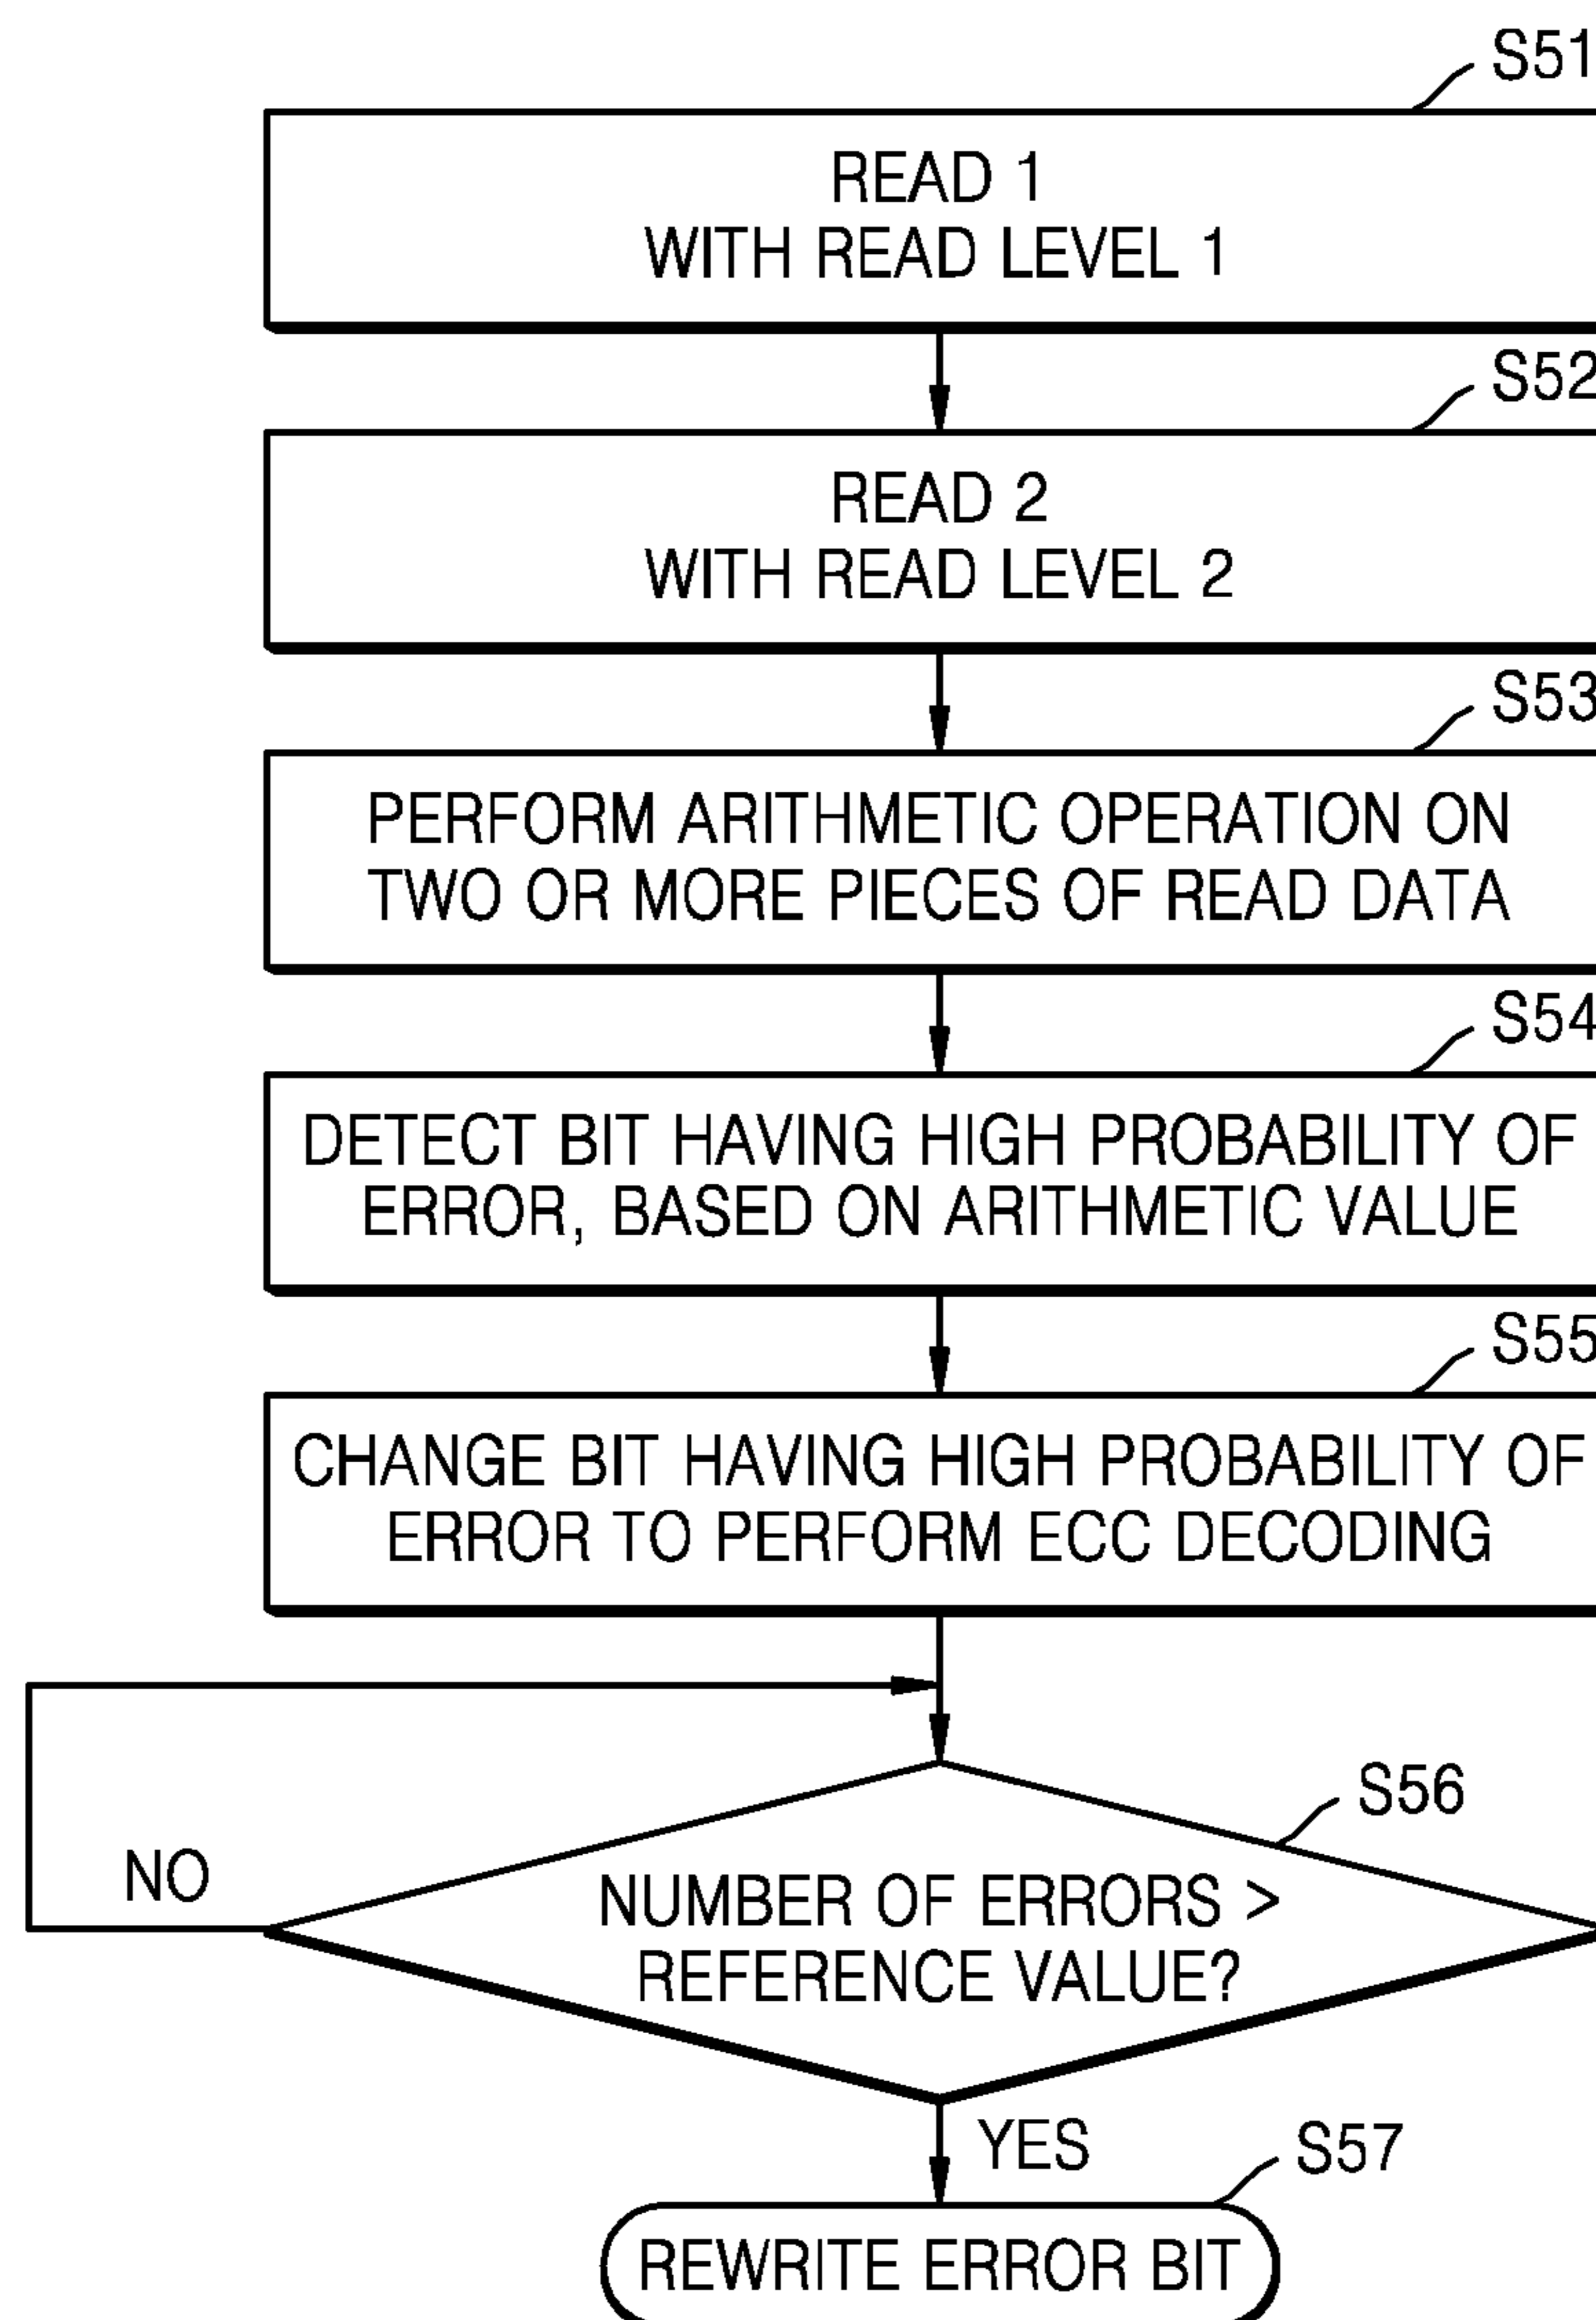 S51
READ 1
WITH READ LEVEL 1
S52
READ 2
WITH READ LEVEL 2
S53
PERFORM ARITHMETIC OPERATION ON
TWO OR MORE PIECES OF READ DATA
S54
DETECT BIT HAVING HIGH PROBABILITY OF
ERROR, BASED ON ARITHMETIC VALUE
S55
CHANGE BIT HAVING HIGH PROBABILITY OF
ERROR TO PERFORM ECC DECODING
S56
NO
NUMBER OF ERRORS >
REFERENCE VALUE?
YES
S57
REWRITE ERROR BIT